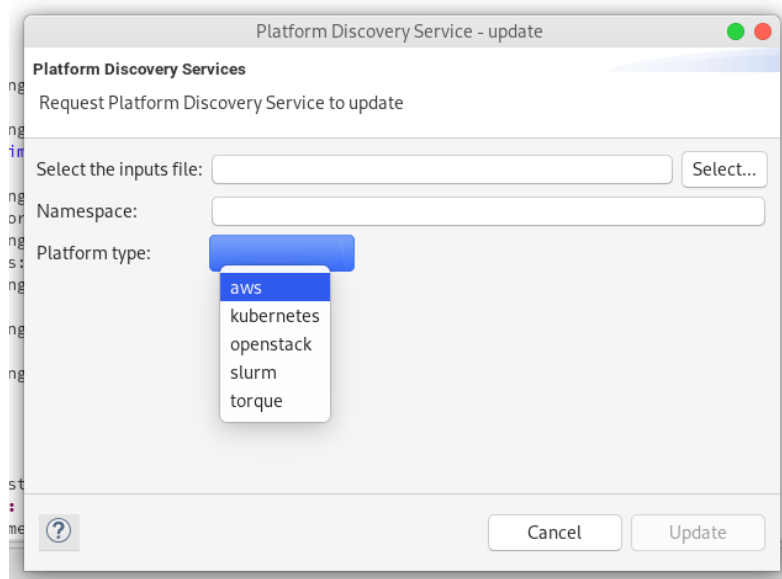 Platform Discovery Service - update
Platform Discovery Services
Request Platform Discovery Service to update
Select the inputs file:
Select...
Namespace:
Platform type:
aws
kubernetes
openstack
slurm
torque
?
Cancel
Update